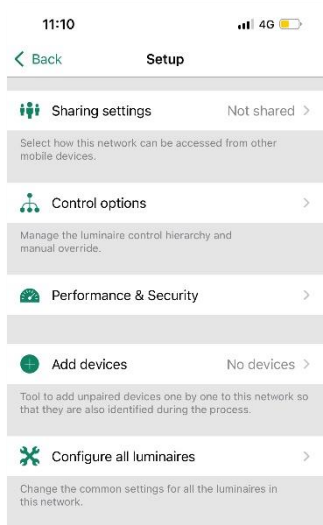 11:10 4G
Back Setup
Sharing settings Not shared
Select how this network can be accessed from other
mobile devices.
Control options
Manage the luminaire control hierarchy and
manual override.
Performance & Security
Add devices No devices
Tool to add unpaired devices one by one to this network so
that they are also identified during the process.
Configure all luminaires
Change the common settings for all the luminaires in
this network.